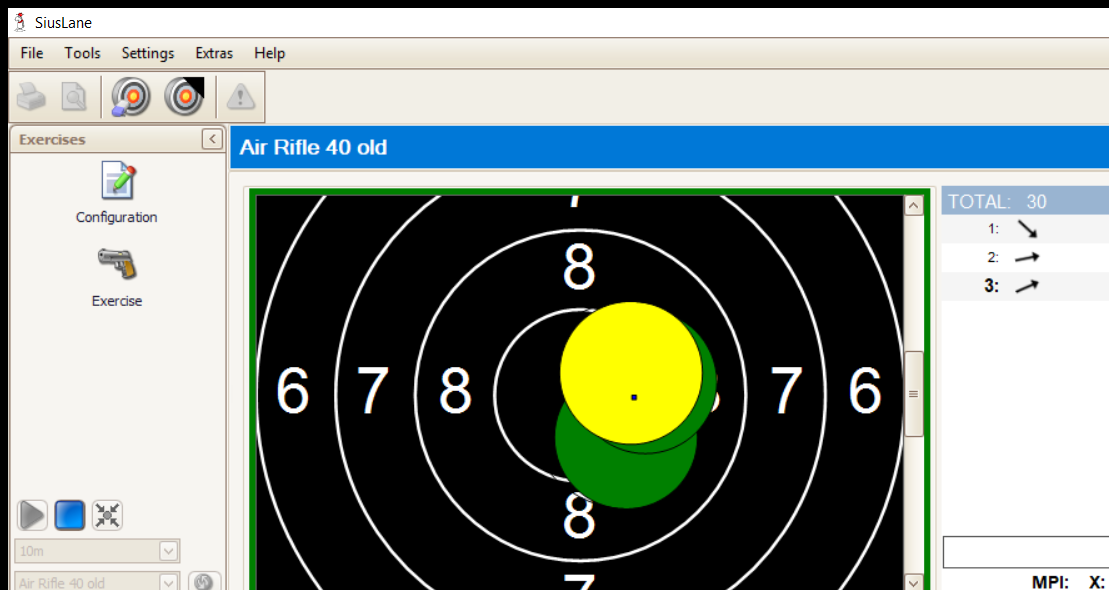 SiusLane
File Tools Settings Extras Help
Exercises
Air Rifle 40 old
Configuration
Exercise
10m
Air Rifle 40 old
7
8
6 7 8 7 6
8
7
TOTAL: 30
1:
2:
3:
MPI: X: